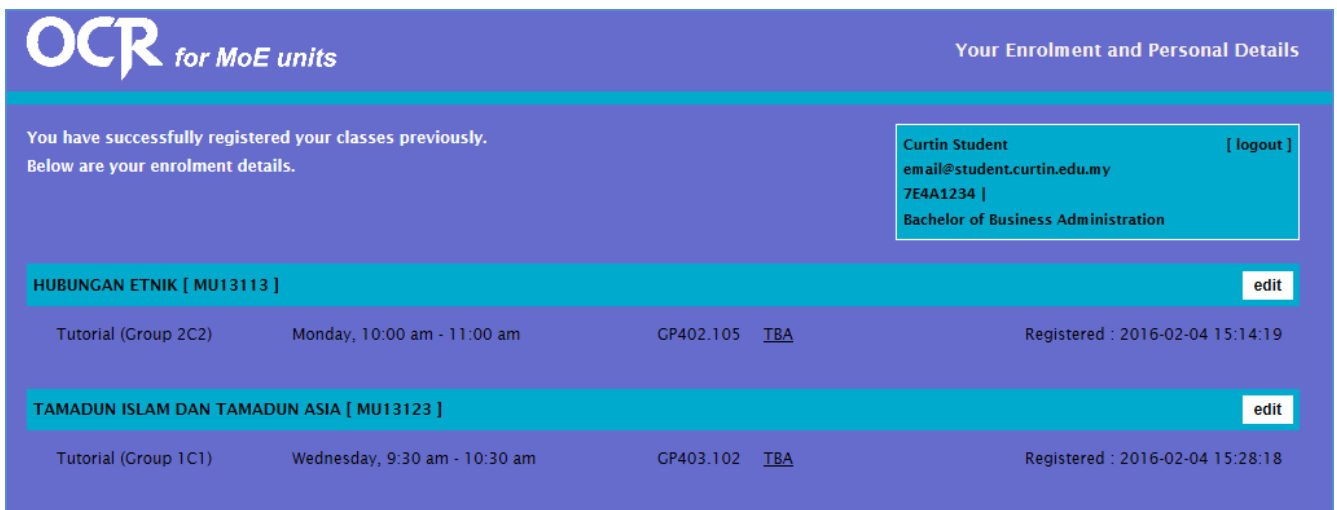 OCR for MoE units
Your Enrolment and Personal Details
You have successfully registered your classes previously.
Below are your enrolment details.
Curtin Student [ logout ]
email@student.curtin.edu.my
7E4A1234 |
Bachelor of Business Administration
HUBUNGAN ETNIK [ MU13113 ] edit
Tutorial (Group 2C2) Monday, 10:00 am - 11:00 am GP402.105 TBA Registered : 2016-02-04 15:14:19
TAMADUN ISLAM DAN TAMADUN ASIA [ MU13123 ] edit
Tutorial (Group 1C1) Wednesday, 9:30 am - 10:30 am GP403.102 TBA Registered : 2016-02-04 15:28:18